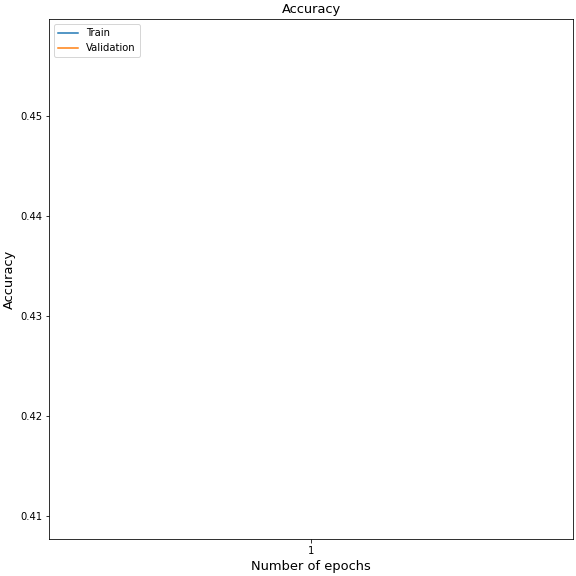 Accuracy
Train
Validation
0.45
0.44
0.43
0.42
0.41
Accuracy
1
Number of epochs